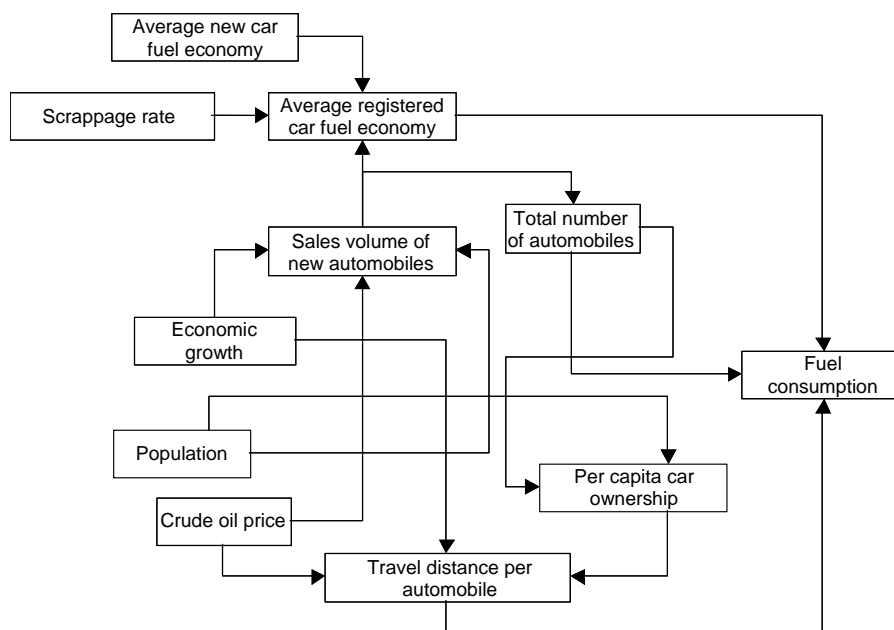 Average new car
fuel economy
Scrappage rate
Average registered
car fuel economy
Total number
of automobiles
Sales volume of
new automobiles
Economic
growth
Fuel
consumption
Population
Per capita car
ownership
Crude oil price
Travel distance per
automobile